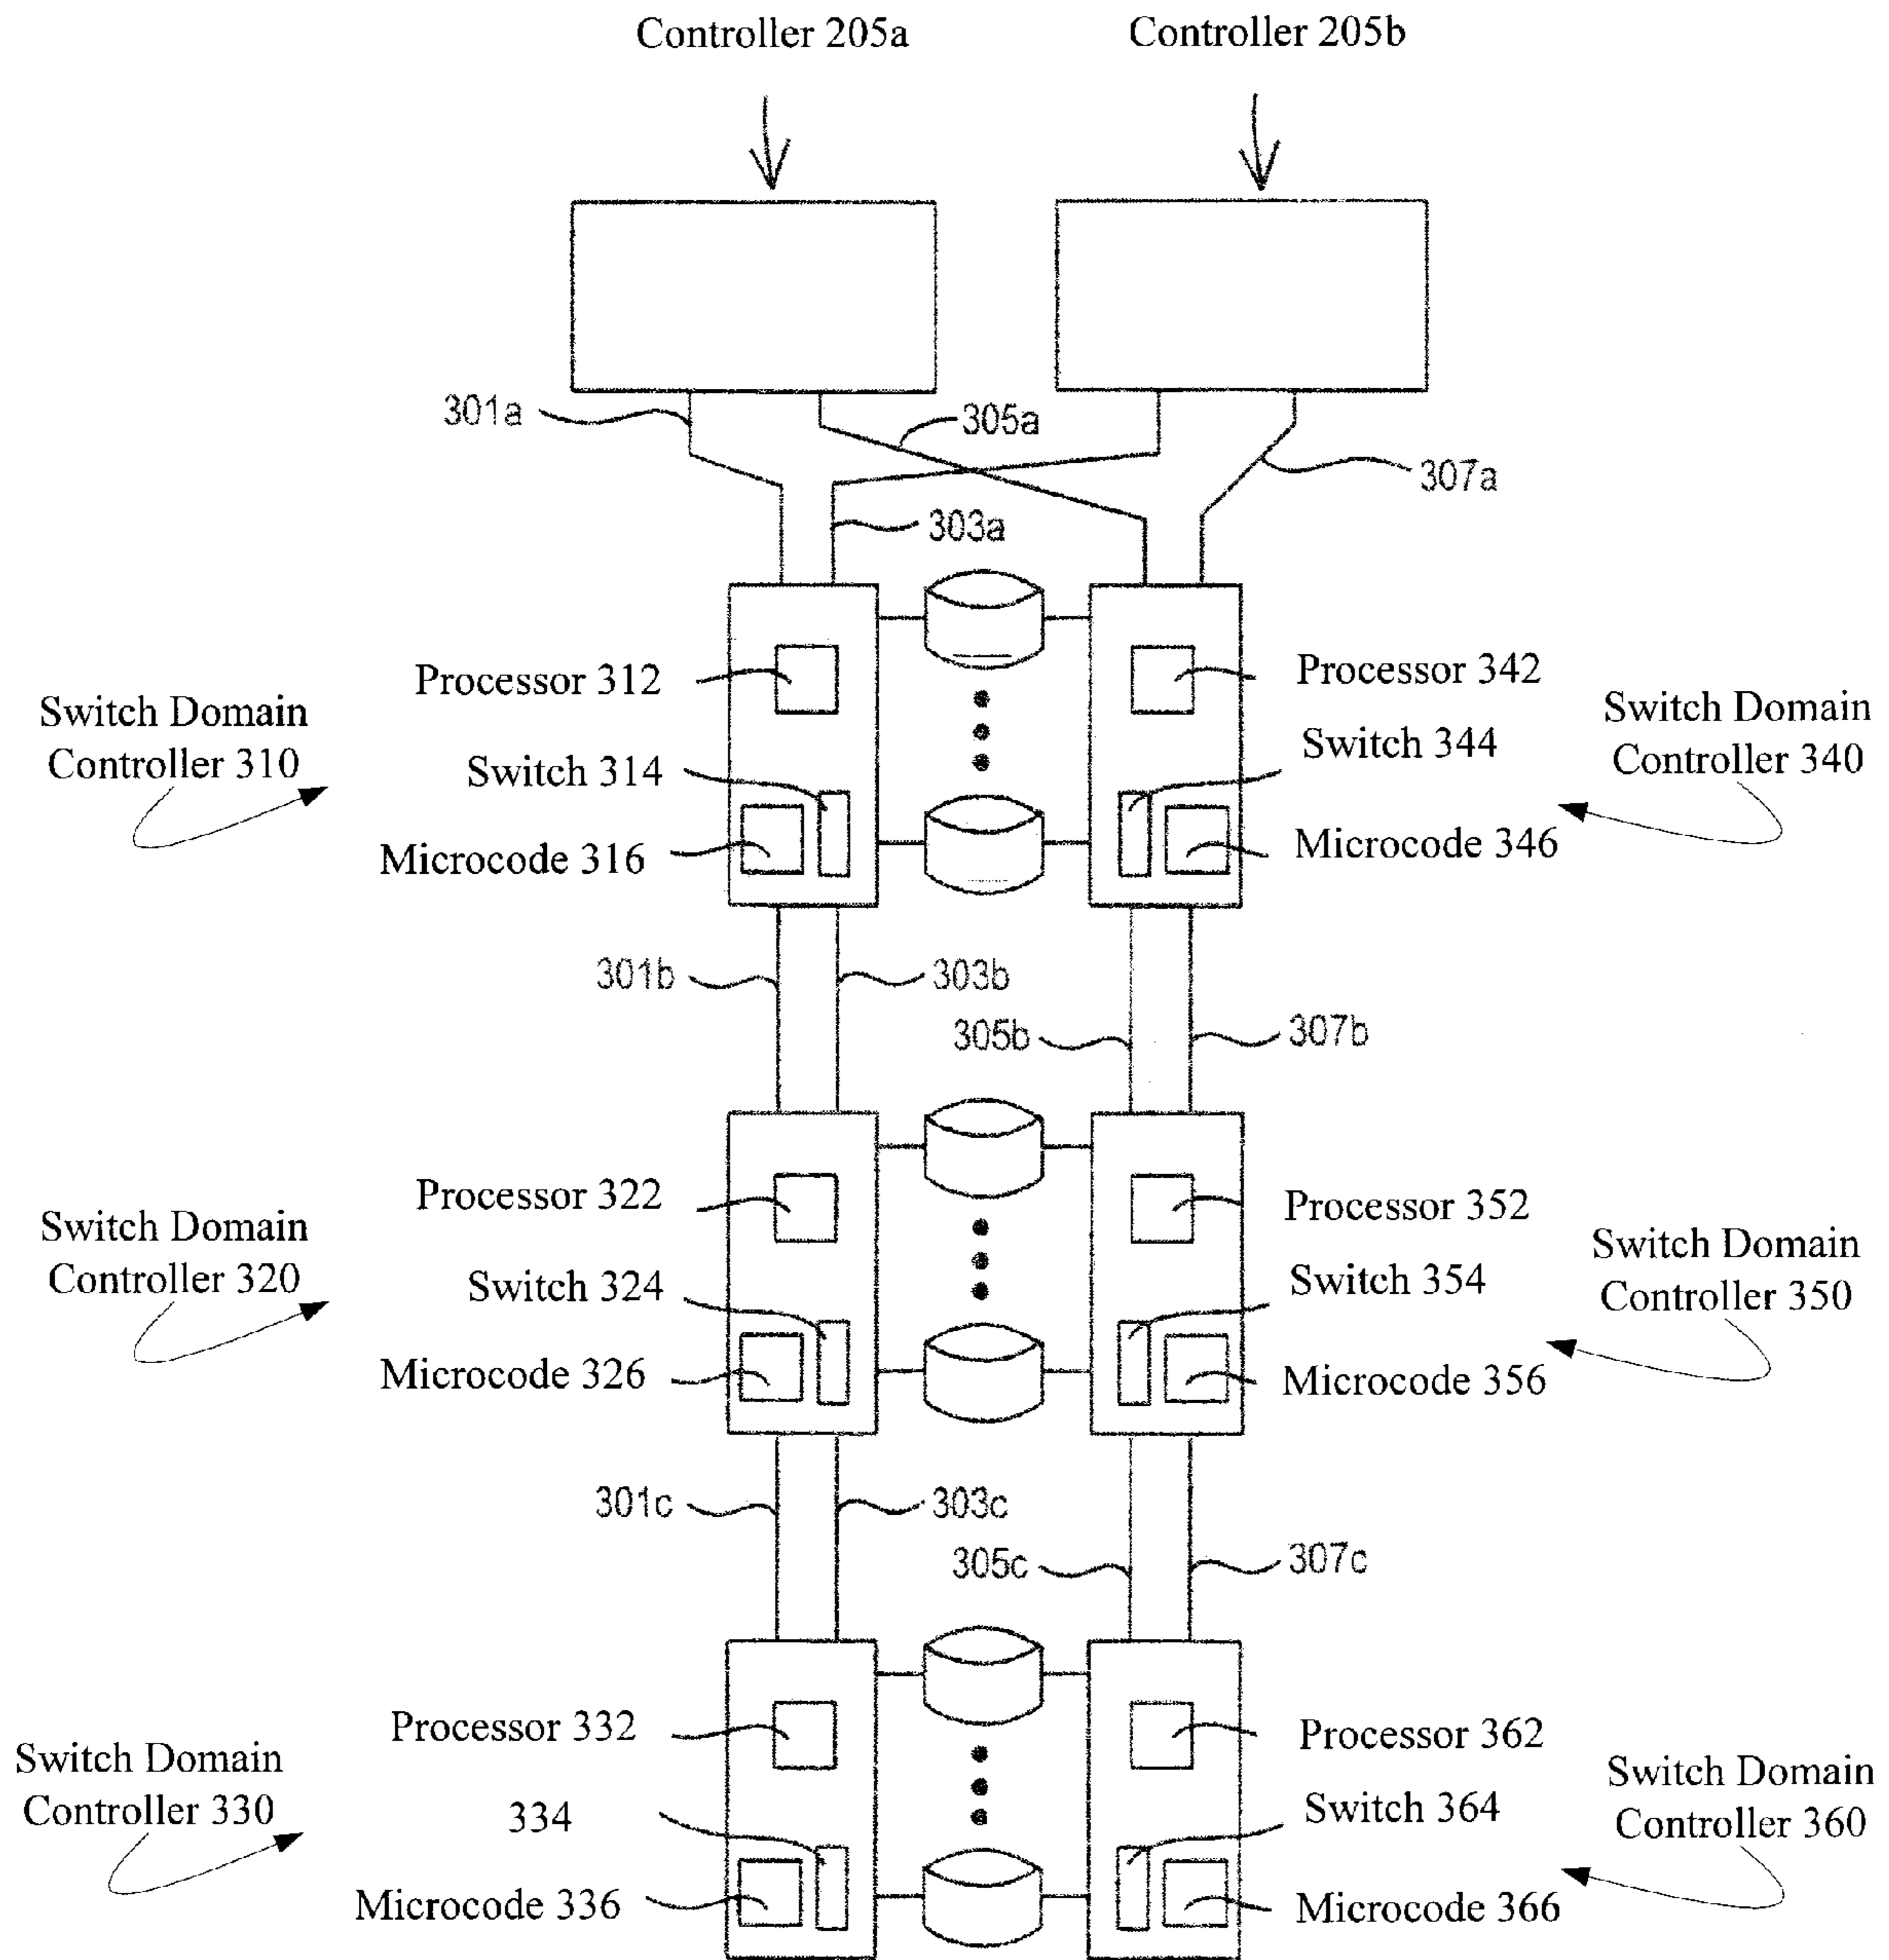 Controller 205a
Controller 205b
301a
305a
307a
303a
Processor 312
Processor 342
Switch Domain
Controller 310
Switch 314
Switch 344
Switch Domain
Controller 340
Microcode 316
Microcode 346
301b
303b
305b
307b
Processor 322
Processor 352
Switch Domain
Controller 320
Switch 324
Switch 354
Switch Domain
Controller 350
Microcode 326
Microcode 356
301c
303c
305c
307c
Processor 332
Processor 362
Switch Domain
Controller 330
334
Switch 364
Switch Domain
Controller 360
Microcode 336
Microcode 366